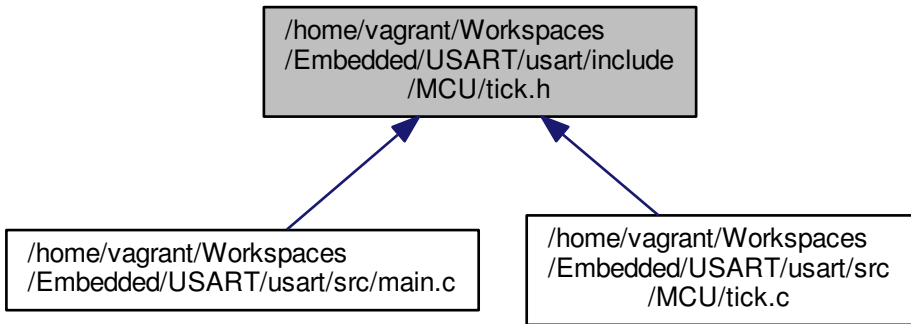 /home/vagrant/Workspaces
/Embedded/USART/usart/include
/MCU/tick.h
/home/vagrant/Workspaces
/Embedded/USART/usart/src/main.c
/home/vagrant/Workspaces
/Embedded/USART/usart/src
/MCU/tick.c